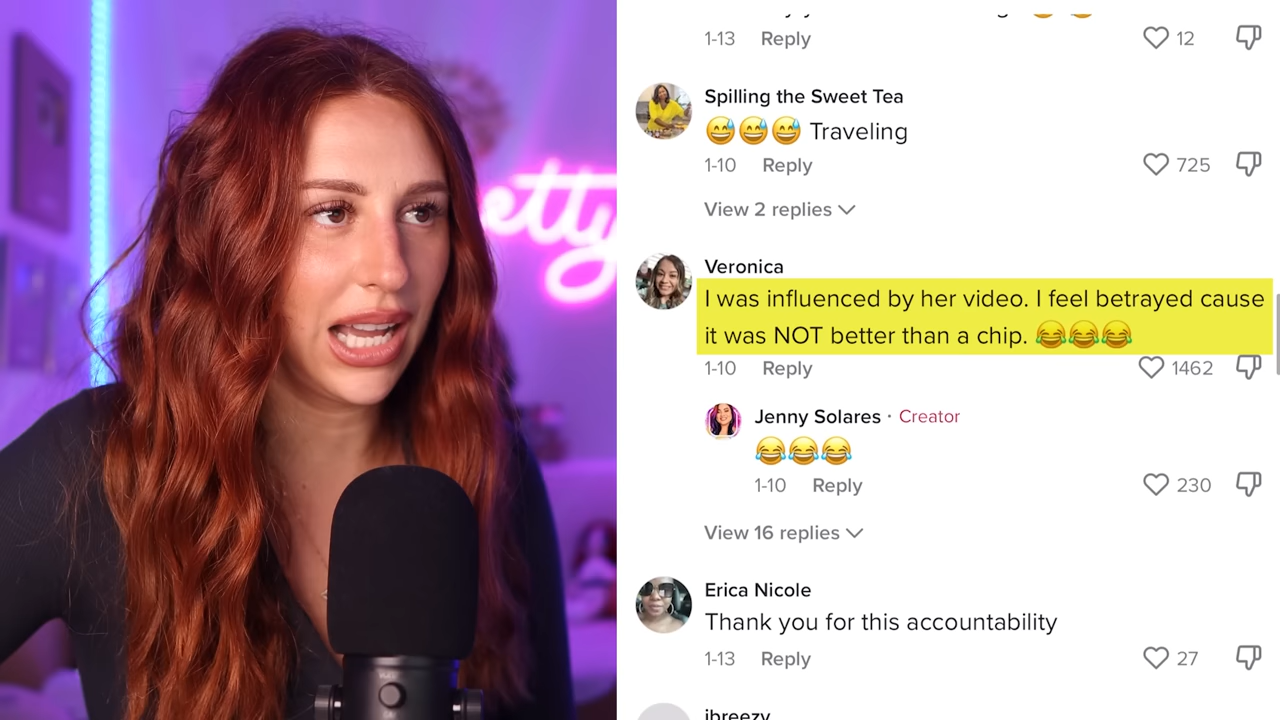 etty
1-13 Reply 12
Spilling the Sweet Tea
😅😅😅 Traveling
1-10 Reply 725
View 2 replies
Veronica
I was influenced by her video. I feel betrayed cause
it was NOT better than a chip. 😂😂😂
1-10 Reply 1462
Jenny Solares · Creator
😂😂😂
1-10 Reply 230
View 16 replies
Erica Nicole
Thank you for this accountability
1-13 Reply 27
ibreezy